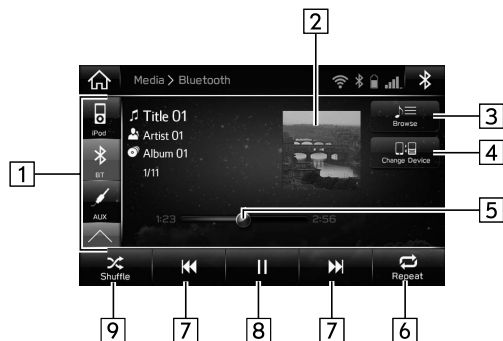 2
Media > Bluetooth
iPod
Title 01
Artist 01
Album 01
1/11
Browse
3
Change Device
4
1
BT
AUX
1:23
2:56
5
Shuffle
Repeat
9
7
8
7
6